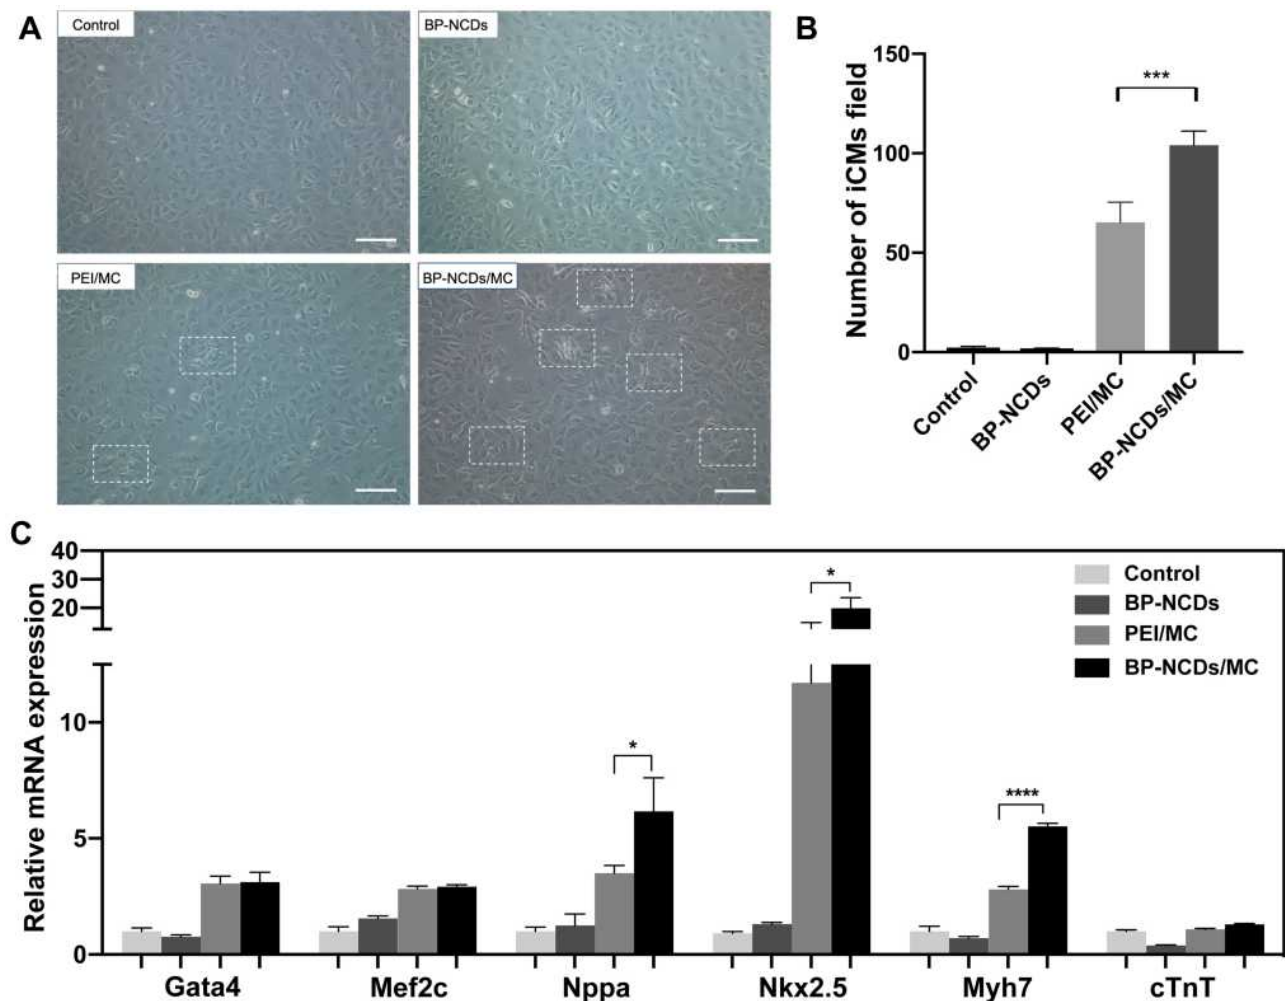 A
Control
BP-NCDs
PEI/MC
BP-NCDs/MC
B
Number of iCMs field
150
100
50
0
***
Control
BP-NCDs
PEI/MC
BP-NCDs/MC
C
Relative mRNA expression
40
30
20
10
5
0
*
*
****
Control
BP-NCDs
PEI/MC
BP-NCDs/MC
Gata4
Mef2c
Nppa
Nkx2.5
Myh7
cTnT